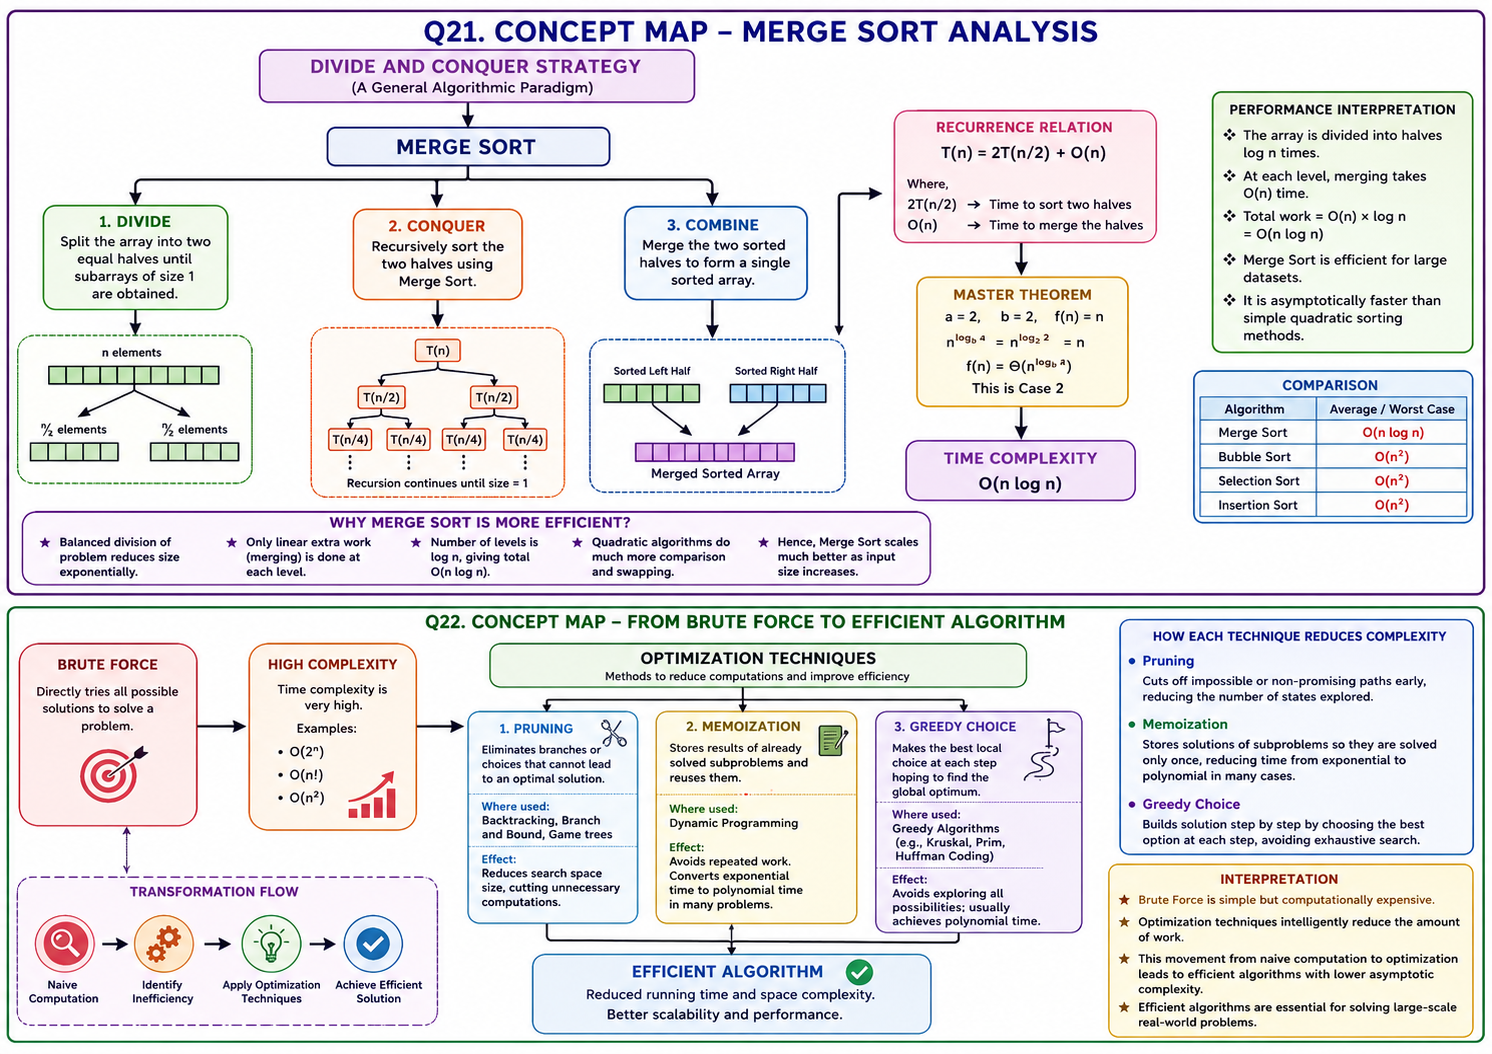 Q21. CONCEPT MAP – MERGE SORT ANALYSIS
DIVIDE AND CONQUER STRATEGY
(A General Algorithmic Paradigm)
MERGE SORT
1. DIVIDE
Split the array into two
equal halves until
subarrays of size 1
are obtained.
n elements
n/2 elements
n/2 elements
2. CONQUER
Recursively sort the
two halves using
Merge Sort.
T(n)
T(n/2)
T(n/2)
T(n/4)
T(n/4)
T(n/4)
T(n/4)
Recursion continues until size = 1
3. COMBINE
Merge the two sorted
halves to form a single
sorted array.
Sorted Left Half
Sorted Right Half
Merged Sorted Array
RECURRENCE RELATION
T(n) = 2T(n/2) + O(n)
Where,
2T(n/2) → Time to sort two halves
O(n) → Time to merge the halves
MASTER THEOREM
a = 2, b = 2, f(n) = n
n^log_b a = n^log_2 2 = n
f(n) = Θ(n^log_b a)
This is Case 2
TIME COMPLEXITY
O(n log n)
PERFORMANCE INTERPRETATION
❖ The array is divided into halves
log n times.
❖ At each level, merging takes
O(n) time.
❖ Total work = O(n) × log n
= O(n log n)
❖ Merge Sort is efficient for large
datasets.
❖ It is asymptotically faster than
simple quadratic sorting
methods.
COMPARISON
Algorithm Average / Worst Case
Merge Sort O(n log n)
Bubble Sort O(n²)
Selection Sort O(n²)
Insertion Sort O(n²)
WHY MERGE SORT IS MORE EFFICIENT?
★ Balanced division of
problem reduces size
exponentially.
★ Only linear extra work
(merging) is done at
each level.
★ Number of levels is
log n, giving total
O(n log n).
★ Quadratic algorithms do
much more comparison
and swapping.
★ Hence, Merge Sort scales
much better as input
size increases.
Q22. CONCEPT MAP – FROM BRUTE FORCE TO EFFICIENT ALGORITHM
BRUTE FORCE
Directly tries all possible
solutions to solve a
problem.
HIGH COMPLEXITY
Time complexity is
very high.
Examples:
• O(2ⁿ)
• O(n!)
• O(n²)
OPTIMIZATION TECHNIQUES
Methods to reduce computations and improve efficiency
1. PRUNING
Eliminates branches or
choices that cannot lead
to an optimal solution.
Where used:
Backtracking, Branch
and Bound, Game trees
Effect:
Reduces search space
size, cutting unnecessary
computations.
2. MEMOIZATION
Stores results of already
solved subproblems and
reuses them.
Where used:
Dynamic Programming
Effect:
Avoids repeated work.
Converts exponential
time to polynomial time
in many problems.
3. GREEDY CHOICE
Makes the best local
choice at each step
hoping to find the
global optimum.
Where used:
Greedy Algorithms
(e.g., Kruskal, Prim,
Huffman Coding)
Effect:
Avoids exploring all
possibilities; usually
achieves polynomial time.
TRANSFORMATION FLOW
Naive
Computation
Identify
Inefficiency
Apply Optimization
Techniques
Achieve Efficient
Solution
EFFICIENT ALGORITHM
Reduced running time and space complexity.
Better scalability and performance.
HOW EACH TECHNIQUE REDUCES COMPLEXITY
• Pruning
Cuts off impossible or non-promising paths early,
reducing the number of states explored.
• Memoization
Stores solutions of subproblems so they are solved
only once, reducing time from exponential to
polynomial in many cases.
• Greedy Choice
Builds solution step by step by choosing the best
option at each step, avoiding exhaustive search.
INTERPRETATION
★ Brute Force is simple but computationally expensive.
★ Optimization techniques intelligently reduce the amount
of work.
★ This movement from naive computation to optimization
leads to efficient algorithms with lower asymptotic
complexity.
★ Efficient algorithms are essential for solving large-scale
real-world problems.